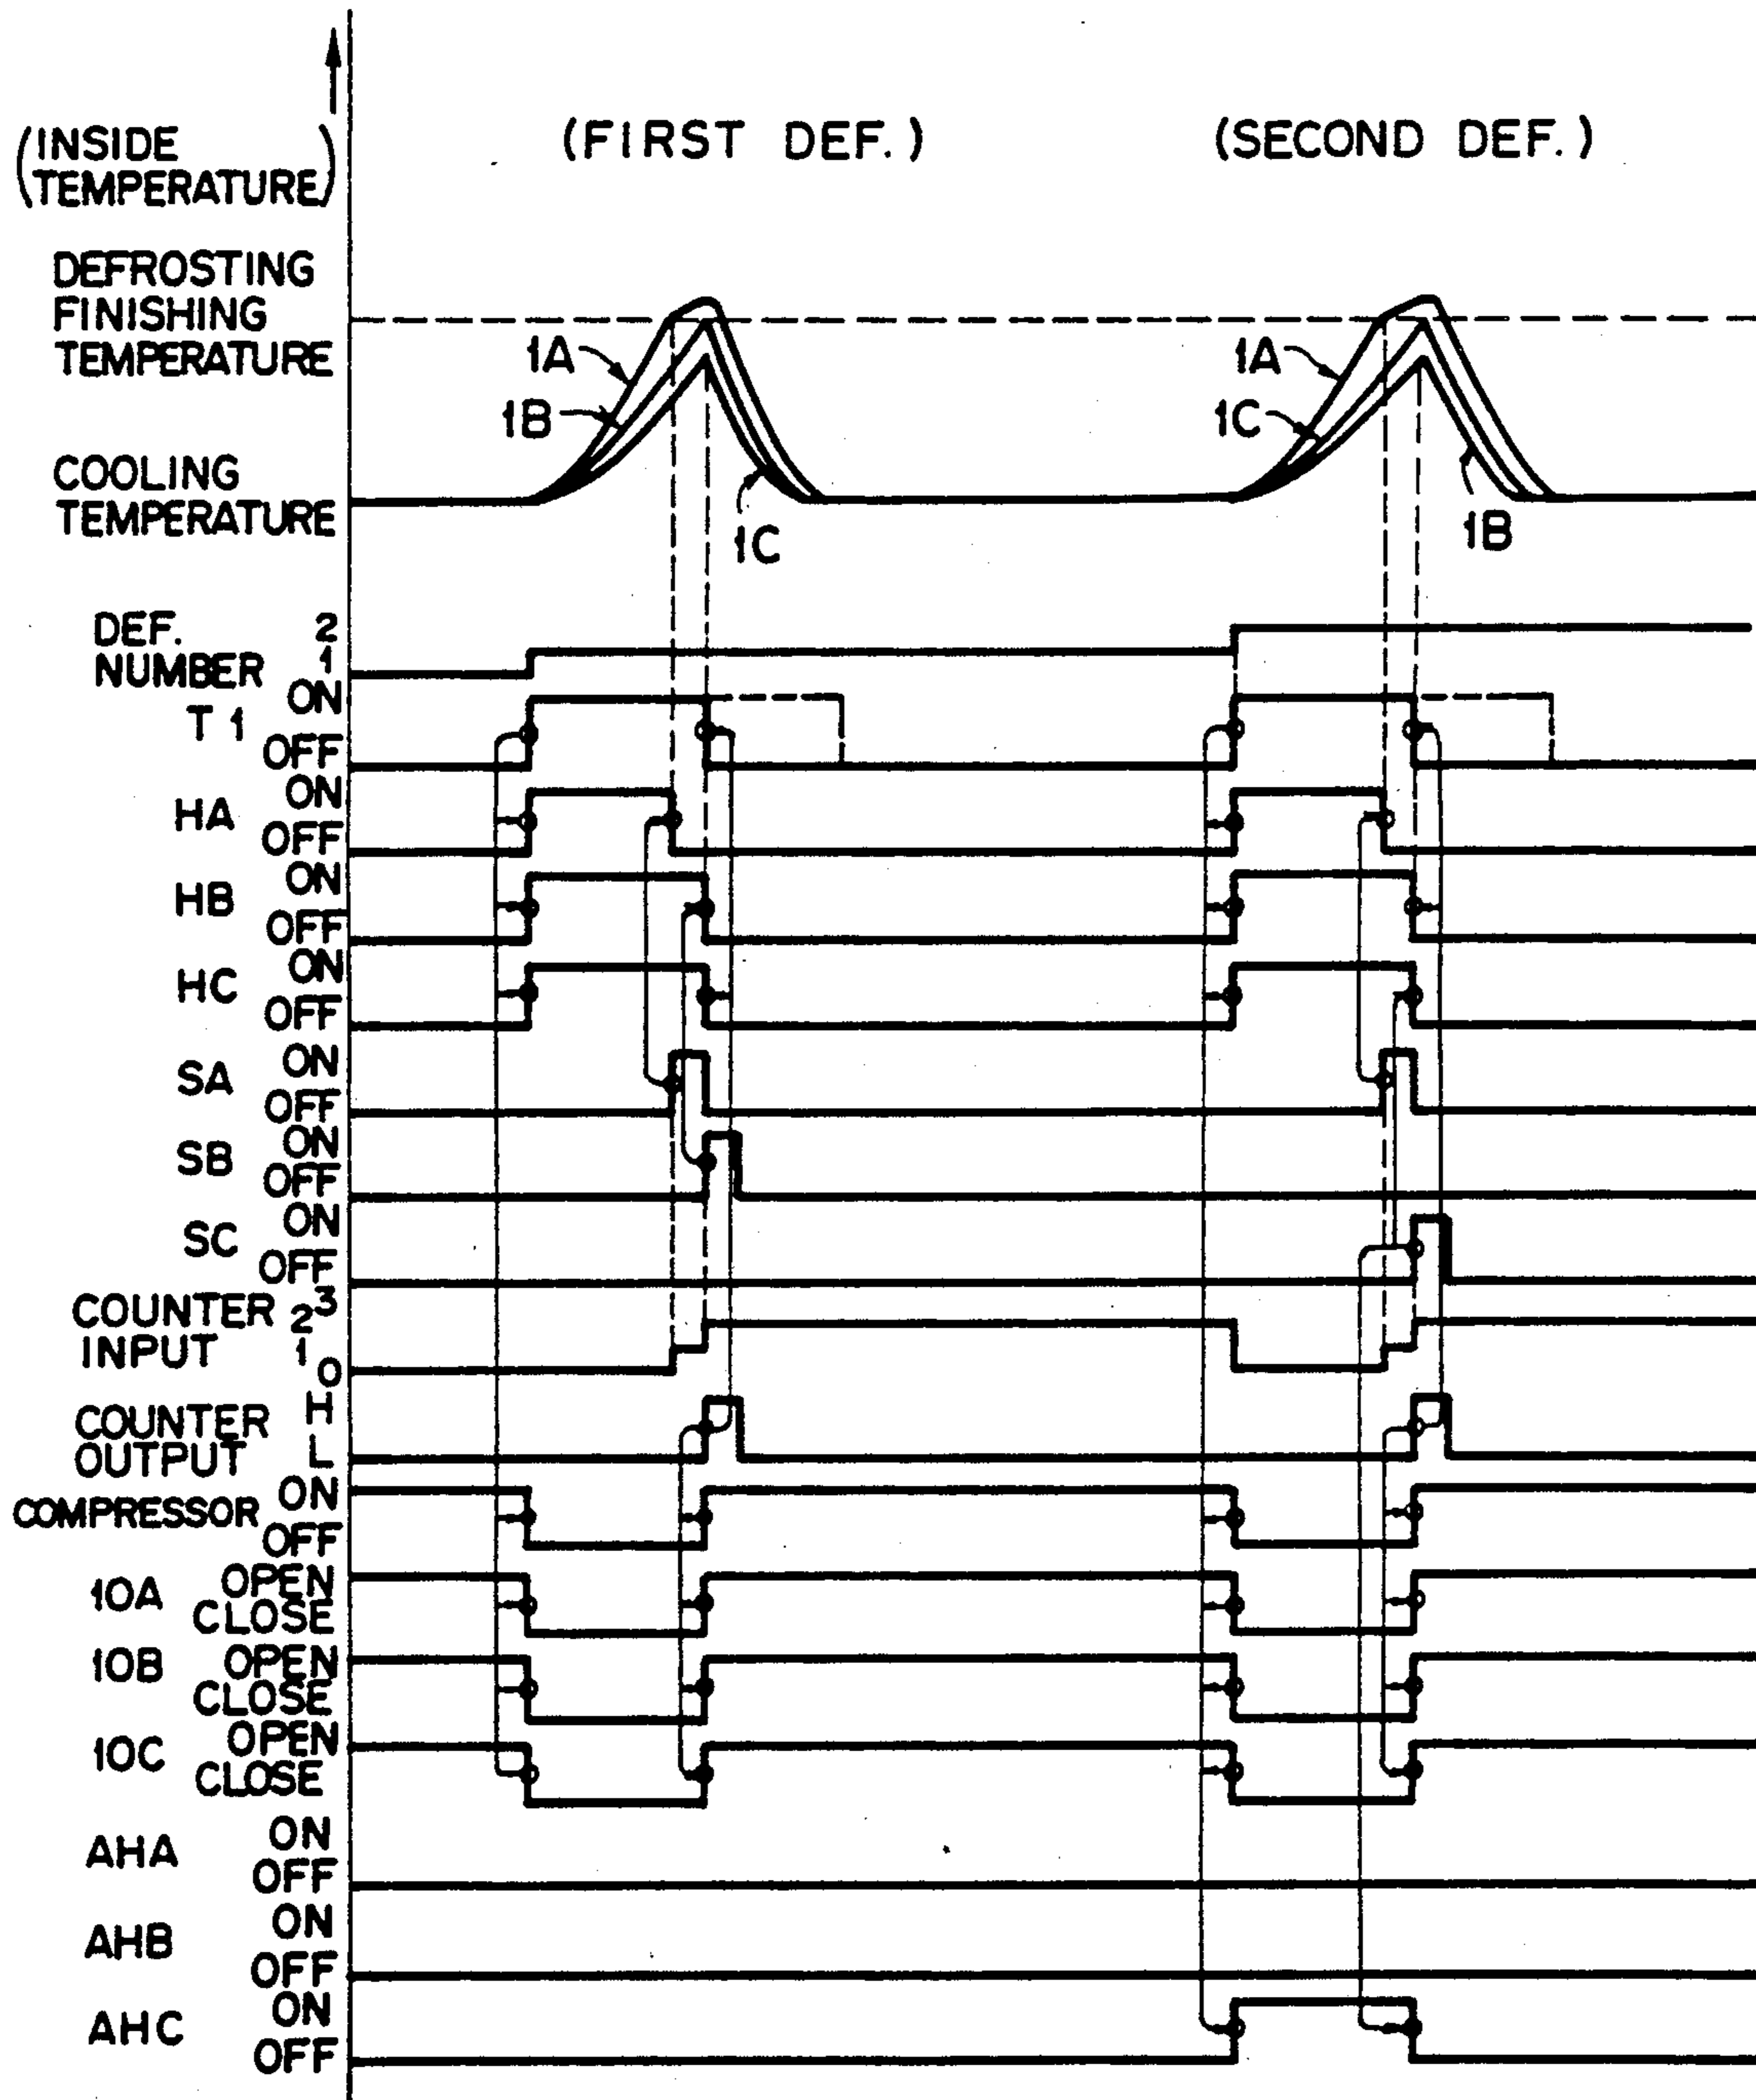 (INSIDE
TEMPERATURE)
(FIRST DEF.)
(SECOND DEF.)
DEFROSTING
FINISHING
TEMPERATURE
1A
1B
1C
1A
1C
1B
COOLING
TEMPERATURE
DEF.
NUMBER
2
1
T1
ON
OFF
HA
ON
OFF
HB
ON
OFF
HC
ON
OFF
SA
ON
OFF
SB
ON
OFF
SC
ON
OFF
COUNTER
INPUT
3
2
1
0
COUNTER
OUTPUT
H
L
COMPRESSOR
ON
OFF
10A
OPEN
CLOSE
10B
OPEN
CLOSE
10C
OPEN
CLOSE
AHA
ON
OFF
AHB
ON
OFF
AHC
ON
OFF